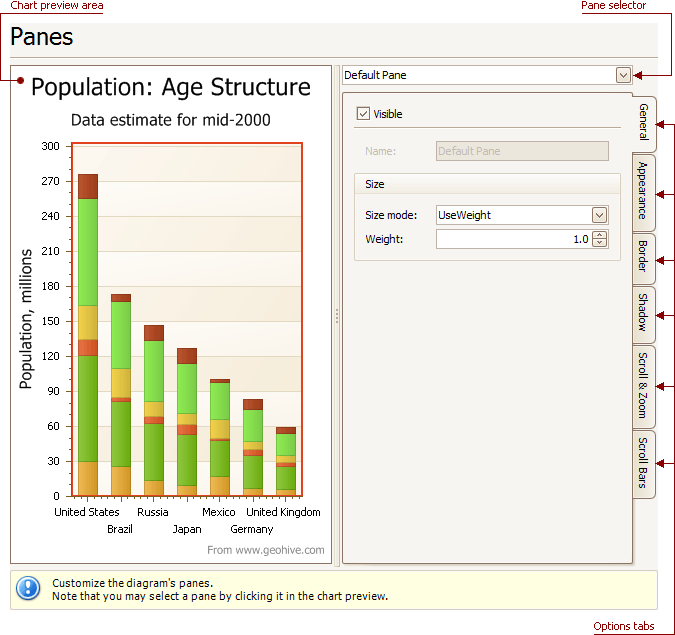 Chart preview area
Pane selector
Panes
Population: Age Structure
Data estimate for mid-2000
Population, millions
300
270
240
210
180
150
120
90
60
30
0
United States
Russia
Mexico
United Kingdom
Brazil
Japan
Germany
From www.geohive.com
Default Pane
Visible
Name:
Default Pane
Size
Size mode:
UseWeight
Weight:
1.0
General
Appearance
Border
Shadow
Scroll & Zoom
Scroll Bars
Customize the diagram's panes.
Note that you may select a pane by clicking it in the chart preview.
Options tabs